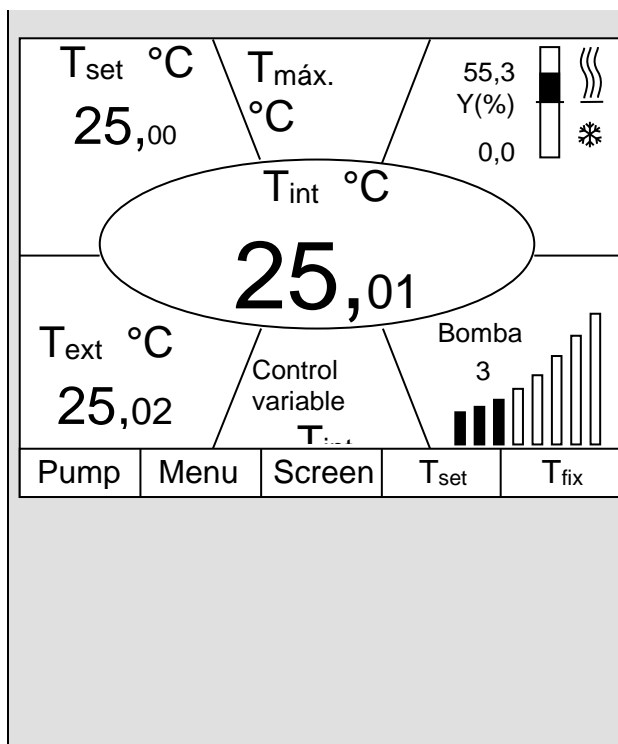 Tset °C
25,00
Tmáx.
°C
55,3
Y(%)
0,0
Tint °C
25,01
Text °C
25,02
Control
variable
Tint
Bomba
3
Pump Menu Screen Tset Tfix